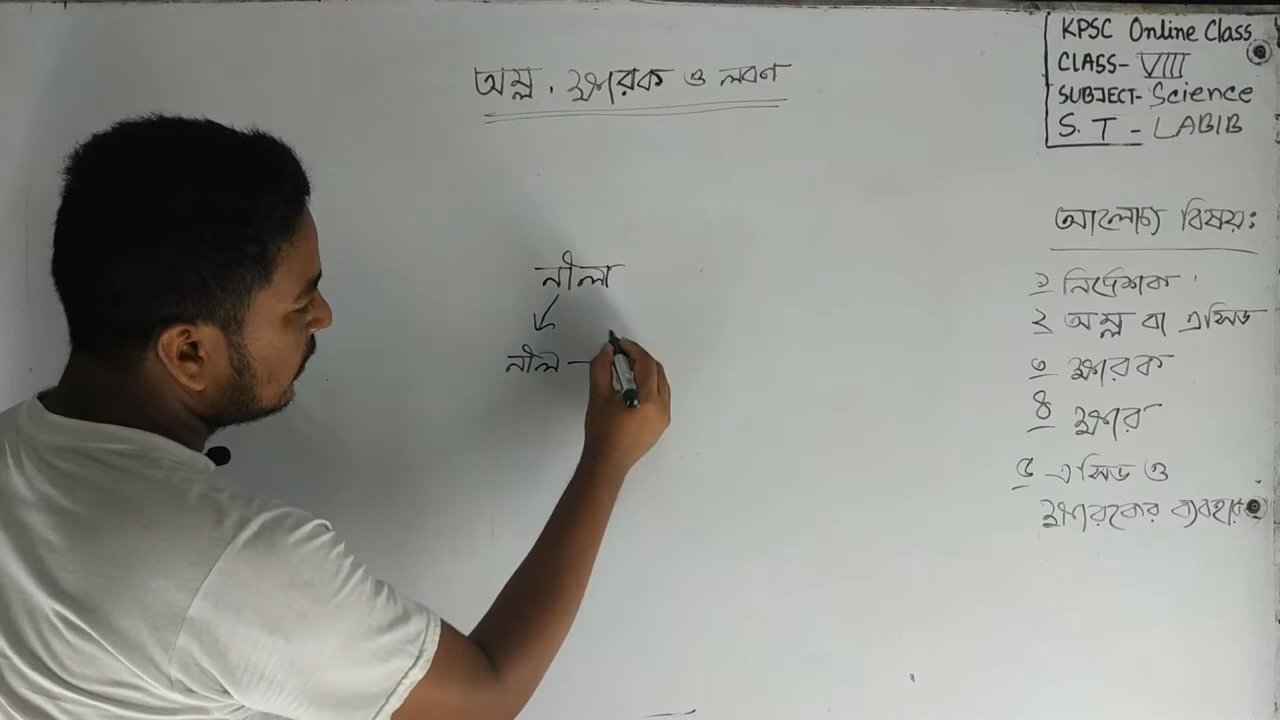 অম্ল, ক্ষারক ও লবণ
KPSC Online Class
CLASS- VIII
SUBJECT- Science
S.T - LABIB
নীলা
নীল —
আলোচ্য বিষয়ঃ
১ নির্দেশক
২ অম্ল বা এসিড
৩ ক্ষারক
৪ ক্ষার
৫ এসিড ও
ক্ষারকের ব্যবহার